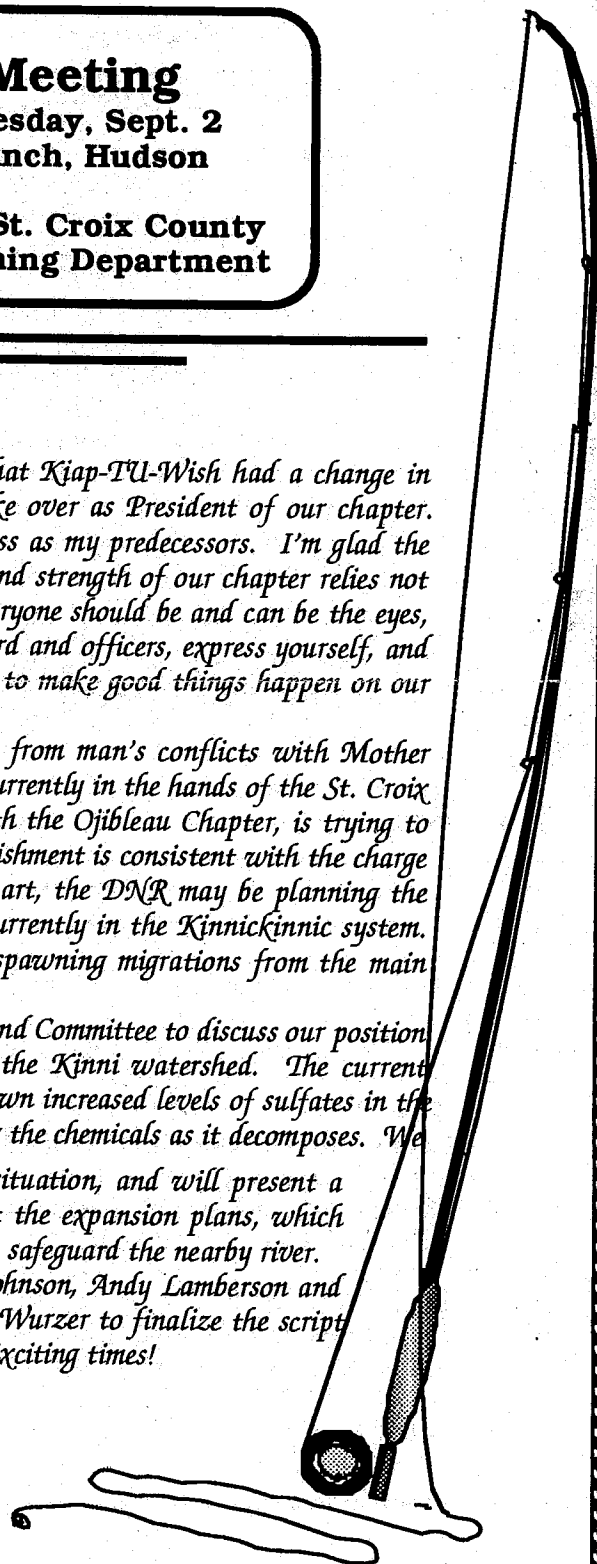 Meeting
esday, Sept. 2
nch, Hudson
St. Croix County
ning Department
iat Kiap-TU-Wish had a change in
ke over as President of our chapter.
ss as my predecessors. I'm glad the
nd strength of our chapter relies not
eryone should be and can be the eyes,
rd and officers, express yourself, and
to make good things happen on our
from man's conflicts with Mother
urrently in the hands of the St. Croix
h the Ojibleau Chapter, is trying to
ishment is consistent with the charge
art, the DNR may be planning the
urrently in the Kinnickinnic system.
spawning migrations from the main
nd Committee to discuss our position
the Kinni watershed. The current
wn increased levels of sulfates in the
the chemicals as it decomposes. We
ituation, and will present a
the expansion plans, which
safeguard the nearby river.
ohnson, Andy Lamberson and
Wurzer to finalize the script
xciting times!